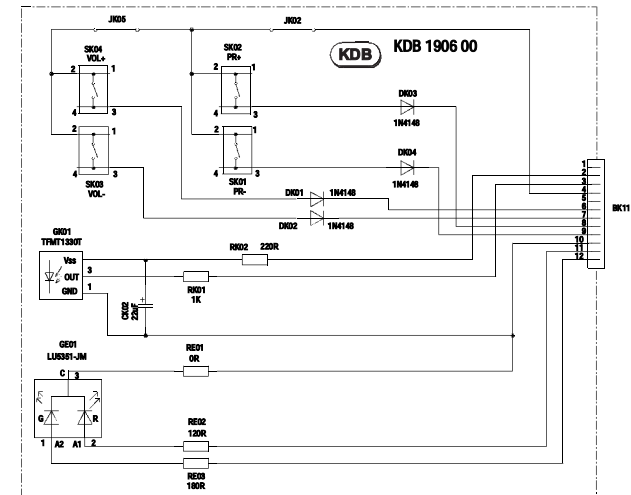 JK05
JK02
SK04
VOL+
SK02
PR+
KDB
KDB 1906 00
2 1
2 1
4 3
4 3
DK03
1N4148
2 1
2 1
4 3
4 3
SK03
VOL-
SK01
PR-
DK04
1N4148
DK01 1N4148
DK02 1N4148
1
2
3
4
5
6
7
8
9
10
11
12
BK11
GK01
TFMT1330T
Vss
OUT
GND
3
1
RK02 220R
RK01
1K
CK02
22uF
+
GE01
LU5351-JM
C 3
G R
1 A2 A1 2
RE01
0R
RE02
120R
RE03
180R